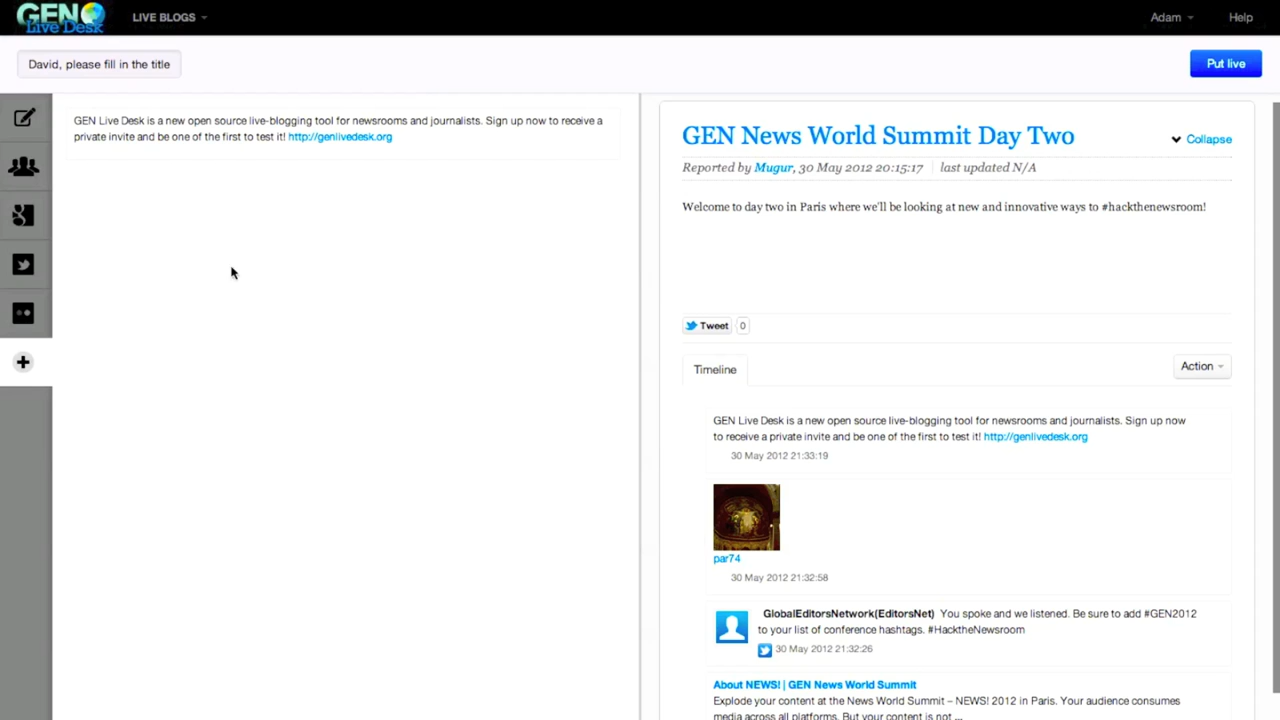 GEN
Live Desk
LIVE BLOGS
Adam
Help
David, please fill in the title
Put live
GEN Live Desk is a new open source live-blogging tool for newsrooms and journalists. Sign up now to receive a
private invite and be one of the first to test it! http://genlivedesk.org
GEN News World Summit Day Two
Collapse
Reported by Mugur, 30 May 2012 20:15:17
last updated N/A
Welcome to day two in Paris where we'll be looking at new and innovative ways to #hackthenewsroom!
Tweet
0
Timeline
Action
GEN Live Desk is a new open source live-blogging tool for newsrooms and journalists. Sign up now
to receive a private invite and be one of the first to test it! http://genlivedesk.org
30 May 2012 21:33:19
par74
30 May 2012 21:32:58
GlobalEditorsNetwork(EditorsNet) You spoke and we listened. Be sure to add #GEN2012
to your list of conference hashtags. #HacktheNewsroom
30 May 2012 21:32:26
About NEWS! | GEN News World Summit
Explode your content at the News World Summit – NEWS! 2012 in Paris. Your audience consumes
media across all platforms. But your content is not ...